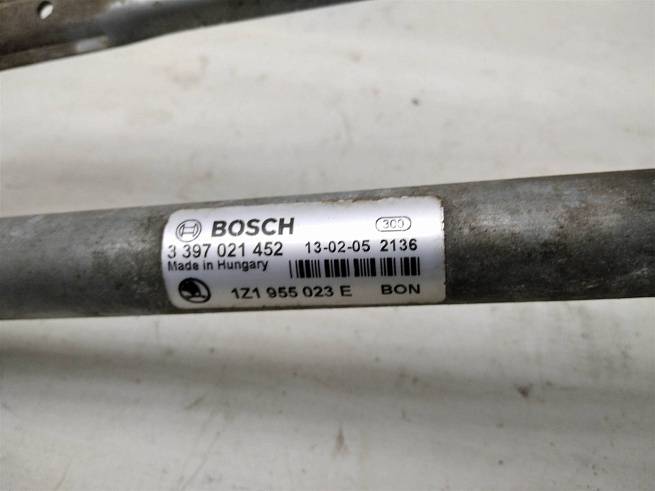 BOSCH
300
3 397 021 452 13-02-05 2136
Made in Hungary
1Z1 955 023 E BON